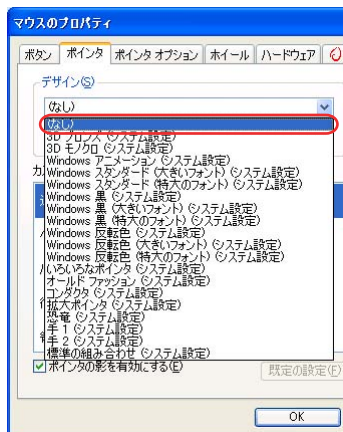 マウスのプロパティ
ボタン ポインタ ポインタ オプション ホイール ハードウェア
デザイン(S)
(なし)
(なし)
3D ブロンズ (システム設定)
3D モノクロ (システム設定)
Windows アニメーション (システム設定)
Windows スタンダード (大きいフォント) (システム設定)
Windows スタンダード (特大のフォント) (システム設定)
Windows 黒 (システム設定)
Windows 黒 (大きいフォント) (システム設定)
Windows 黒 (特大のフォント) (システム設定)
Windows 反転色 (システム設定)
Windows 反転色 (大きいフォント) (システム設定)
Windows 反転色 (特大のフォント) (システム設定)
いろいろなポインタ (システム設定)
オールド ファッション (システム設定)
コンダクタ (システム設定)
拡大ポインタ (システム設定)
恐竜 (システム設定)
手 1 (システム設定)
手 2 (システム設定)
標準の組み合わせ (システム設定)
ポインタの影を有効にする(E)
既定の設定(F)
OK